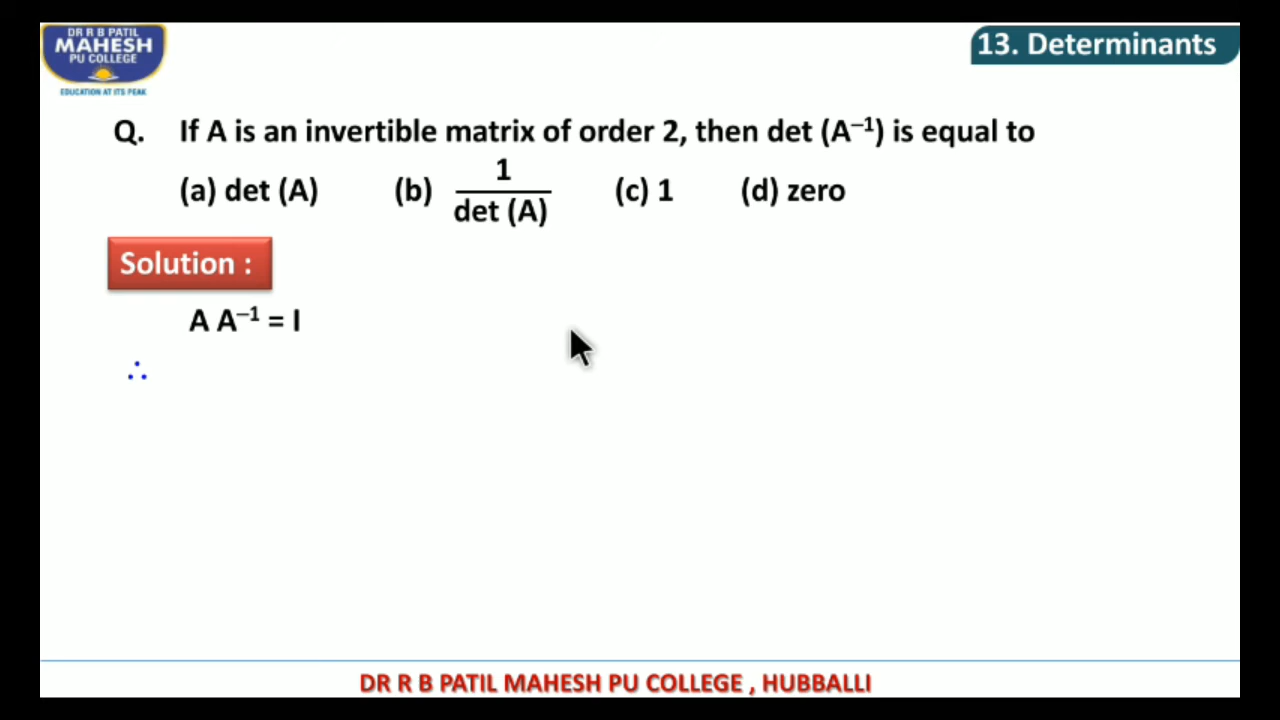 DR R B PATIL
MAHESH
PU COLLEGE
EDUCATION AT ITS PEAK
13. Determinants
Q. If A is an invertible matrix of order 2, then det (A⁻¹) is equal to
(a) det (A) (b) 1/det (A) (c) 1 (d) zero
Solution :
A A⁻¹ = I
∴
DR R B PATIL MAHESH PU COLLEGE , HUBBALLI